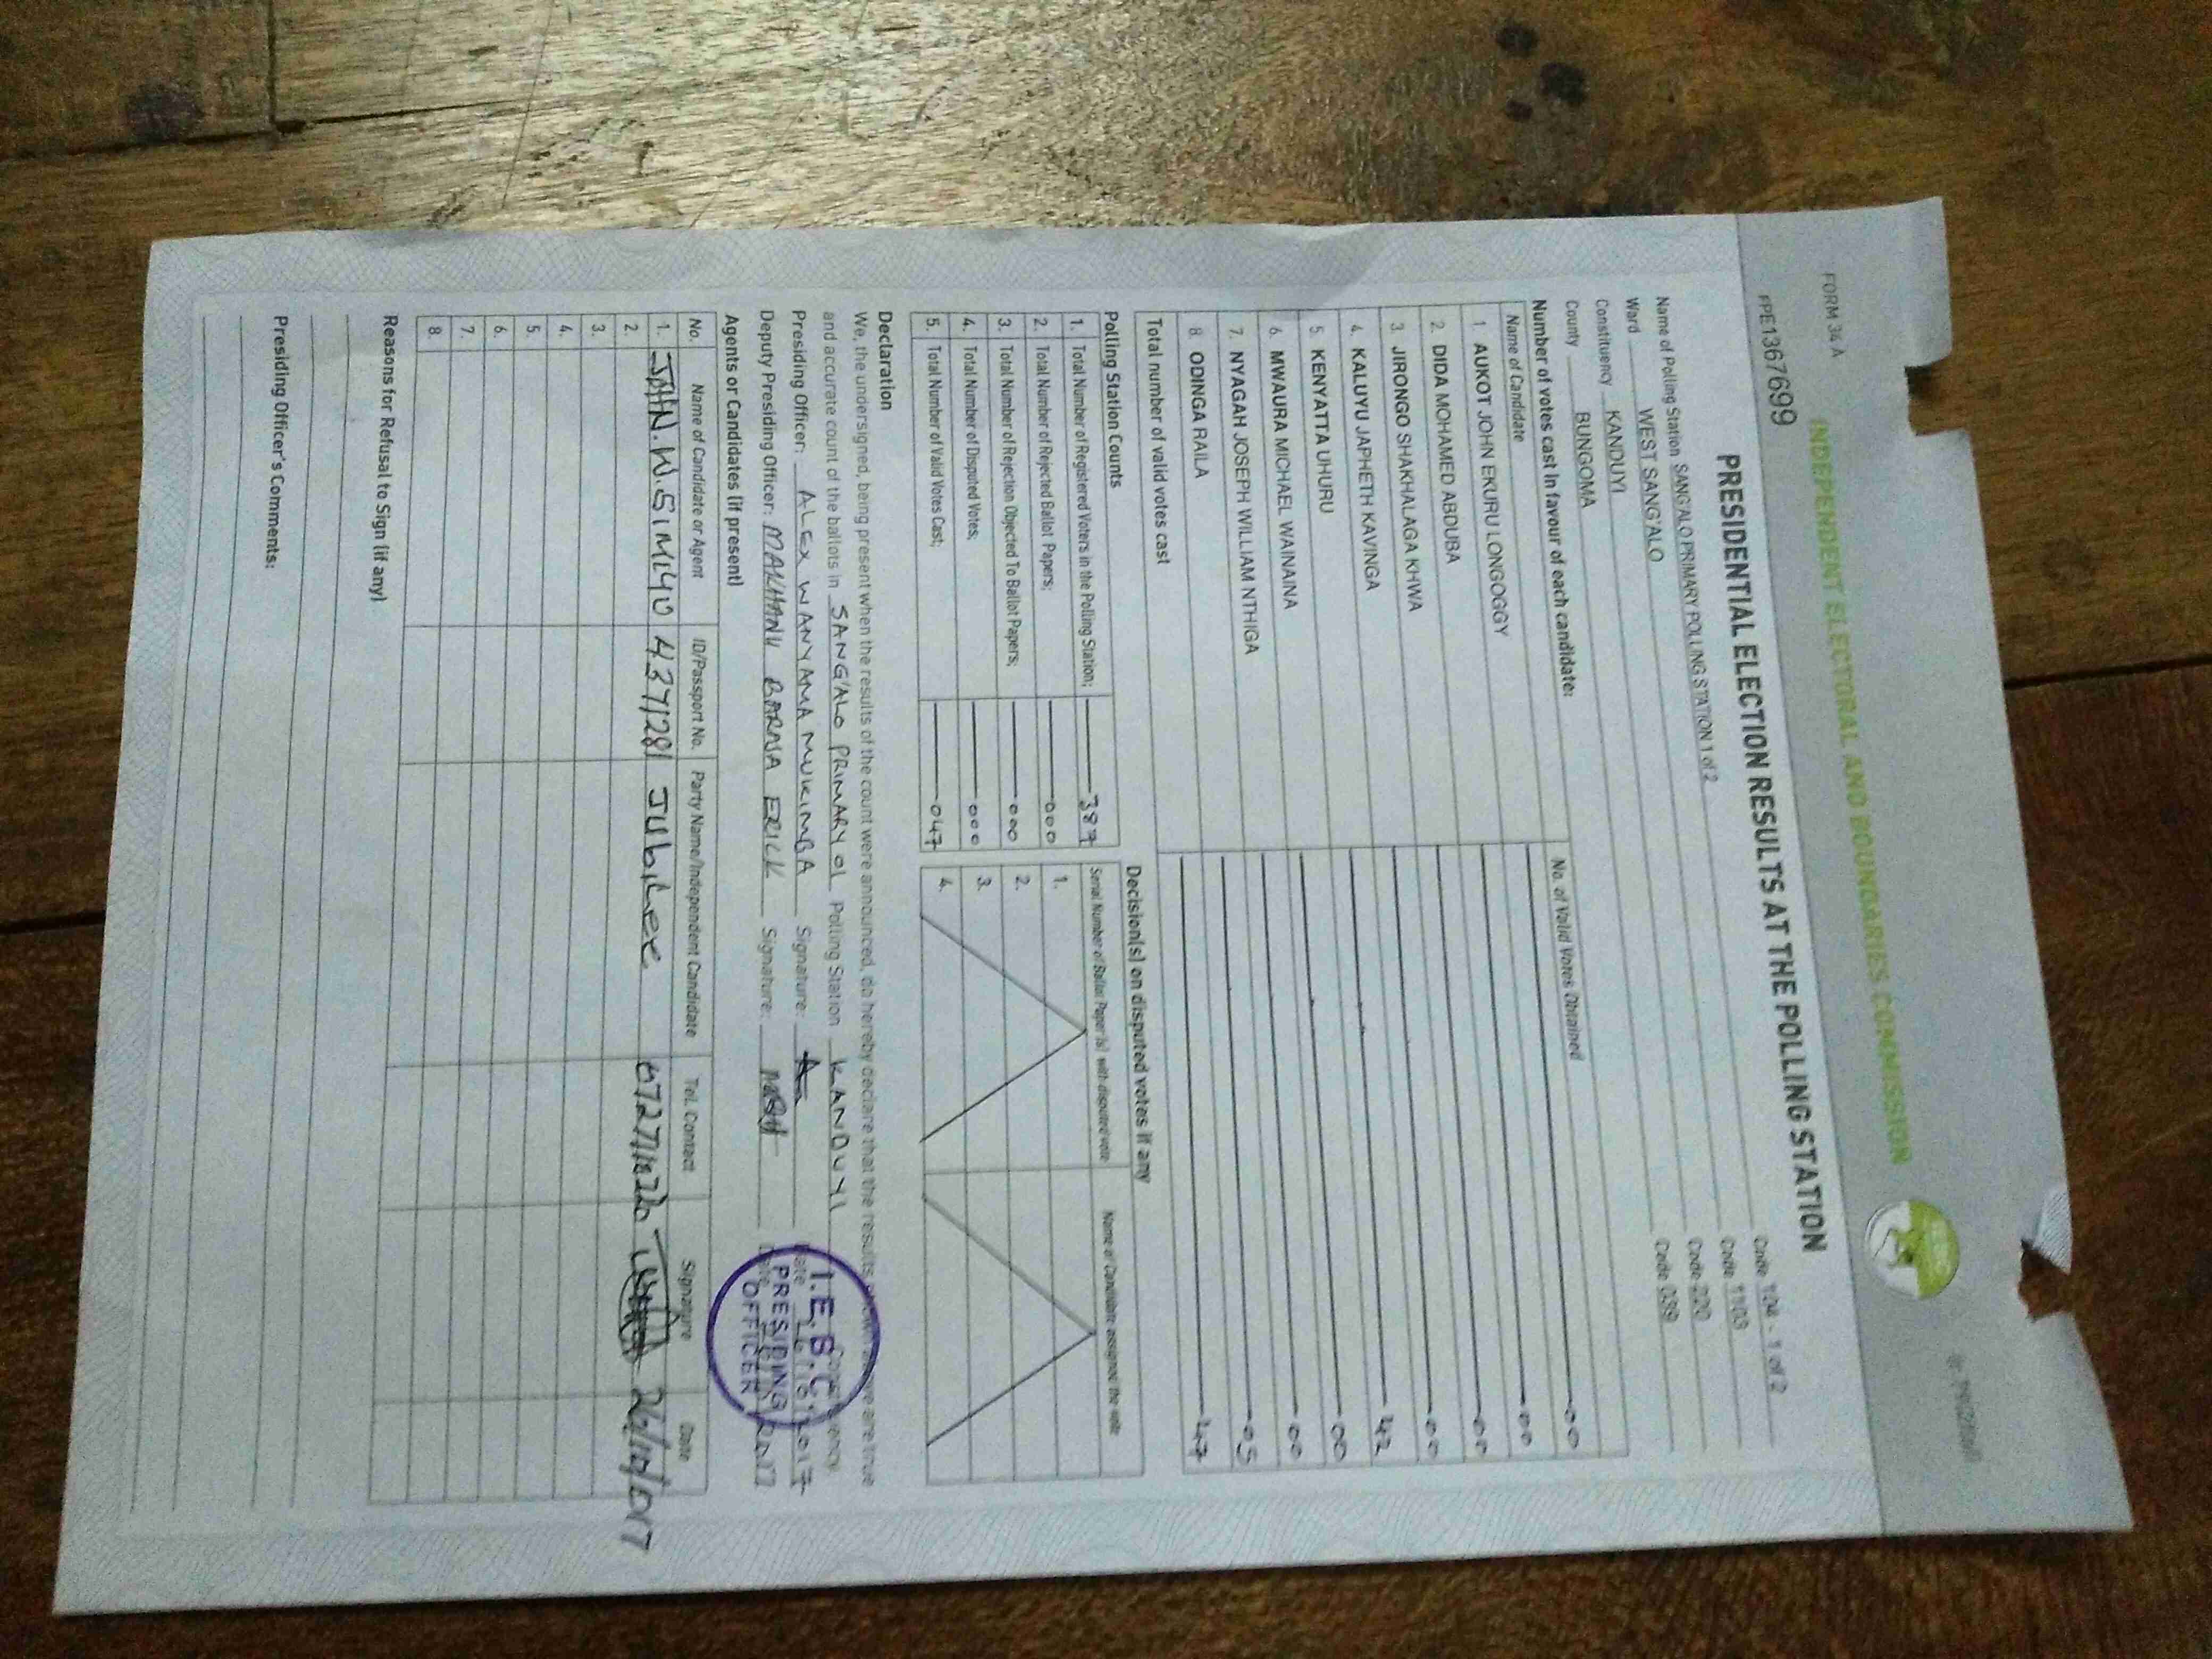 FORM 34 A
INDEPENDENT ELECTORAL AND BOUNDARIES COMMISSION
PPE1367699
PRESIDENTIAL ELECTION RESULTS AT THE POLLING STATION
Name of Polling Station SANG'ALO PRIMARY POLLING STATION 1 of 2 Code 104 - 1 of 2
Ward WEST SANG'ALO Code 1103
Constituency KANDUYI Code 220
County BUNGOMA Code 039
Number of votes cast in favour of each candidate:
Name of Candidate No. of Valid Votes Obtained
1. AUKOT JOHN EKURU LONGOGGY 00
2. DIDA MOHAMED ABDUBA 00
3. JIRONGO SHAKHALAGA KHWA 00
4. KALUYU JAPHETH KAVINGA 00
5. KENYATTA UHURU 42
6. MWAURA MICHAEL WAINAINA 00
7. NYAGAH JOSEPH WILLIAM NTHIGA 00
8. ODINGA RAILA 05
Total number of valid votes cast 47
Polling Station Counts
1. Total Number of Registered Voters in the Polling Station; 387
2. Total Number of Rejected Ballot Papers; 000
3. Total Number of Rejection Objected To Ballot Papers; 000
4. Total Number of Disputed Votes; 000
5. Total Number of Valid Votes Cast; 047
Decision(s) on disputed votes if any
Serial Number of Ballot Paper(s) with disputed vote Name of Candidate assigned the vote
1.
2.
3.
4.
Declaration
We, the undersigned, being present when the results of the count were announced, do hereby declare that the results shown above are true
and accurate count of the ballots in SANG'ALO PRIMARY 01 Polling Station KANDUYI Constituency
Presiding Officer: ALEX WANYAMA MUKIMBA Signature: Date 2017
Deputy Presiding Officer: MAKHANU BARASA ERICK Signature: Date 2017
I.E.B.C
PRESIDING
OFFICER
Agents or Candidates (if present)
No. Name of Candidate or Agent ID/Passport No. Party Name/Independent Candidate Tel. Contact Signature Date
1. JAN.W.SIMIYU 4371281 JUbiLee 26/10/2017
2.
3.
4.
5.
6.
7.
8.
Reasons for Refusal to Sign (if any)
Presiding Officer's Comments: